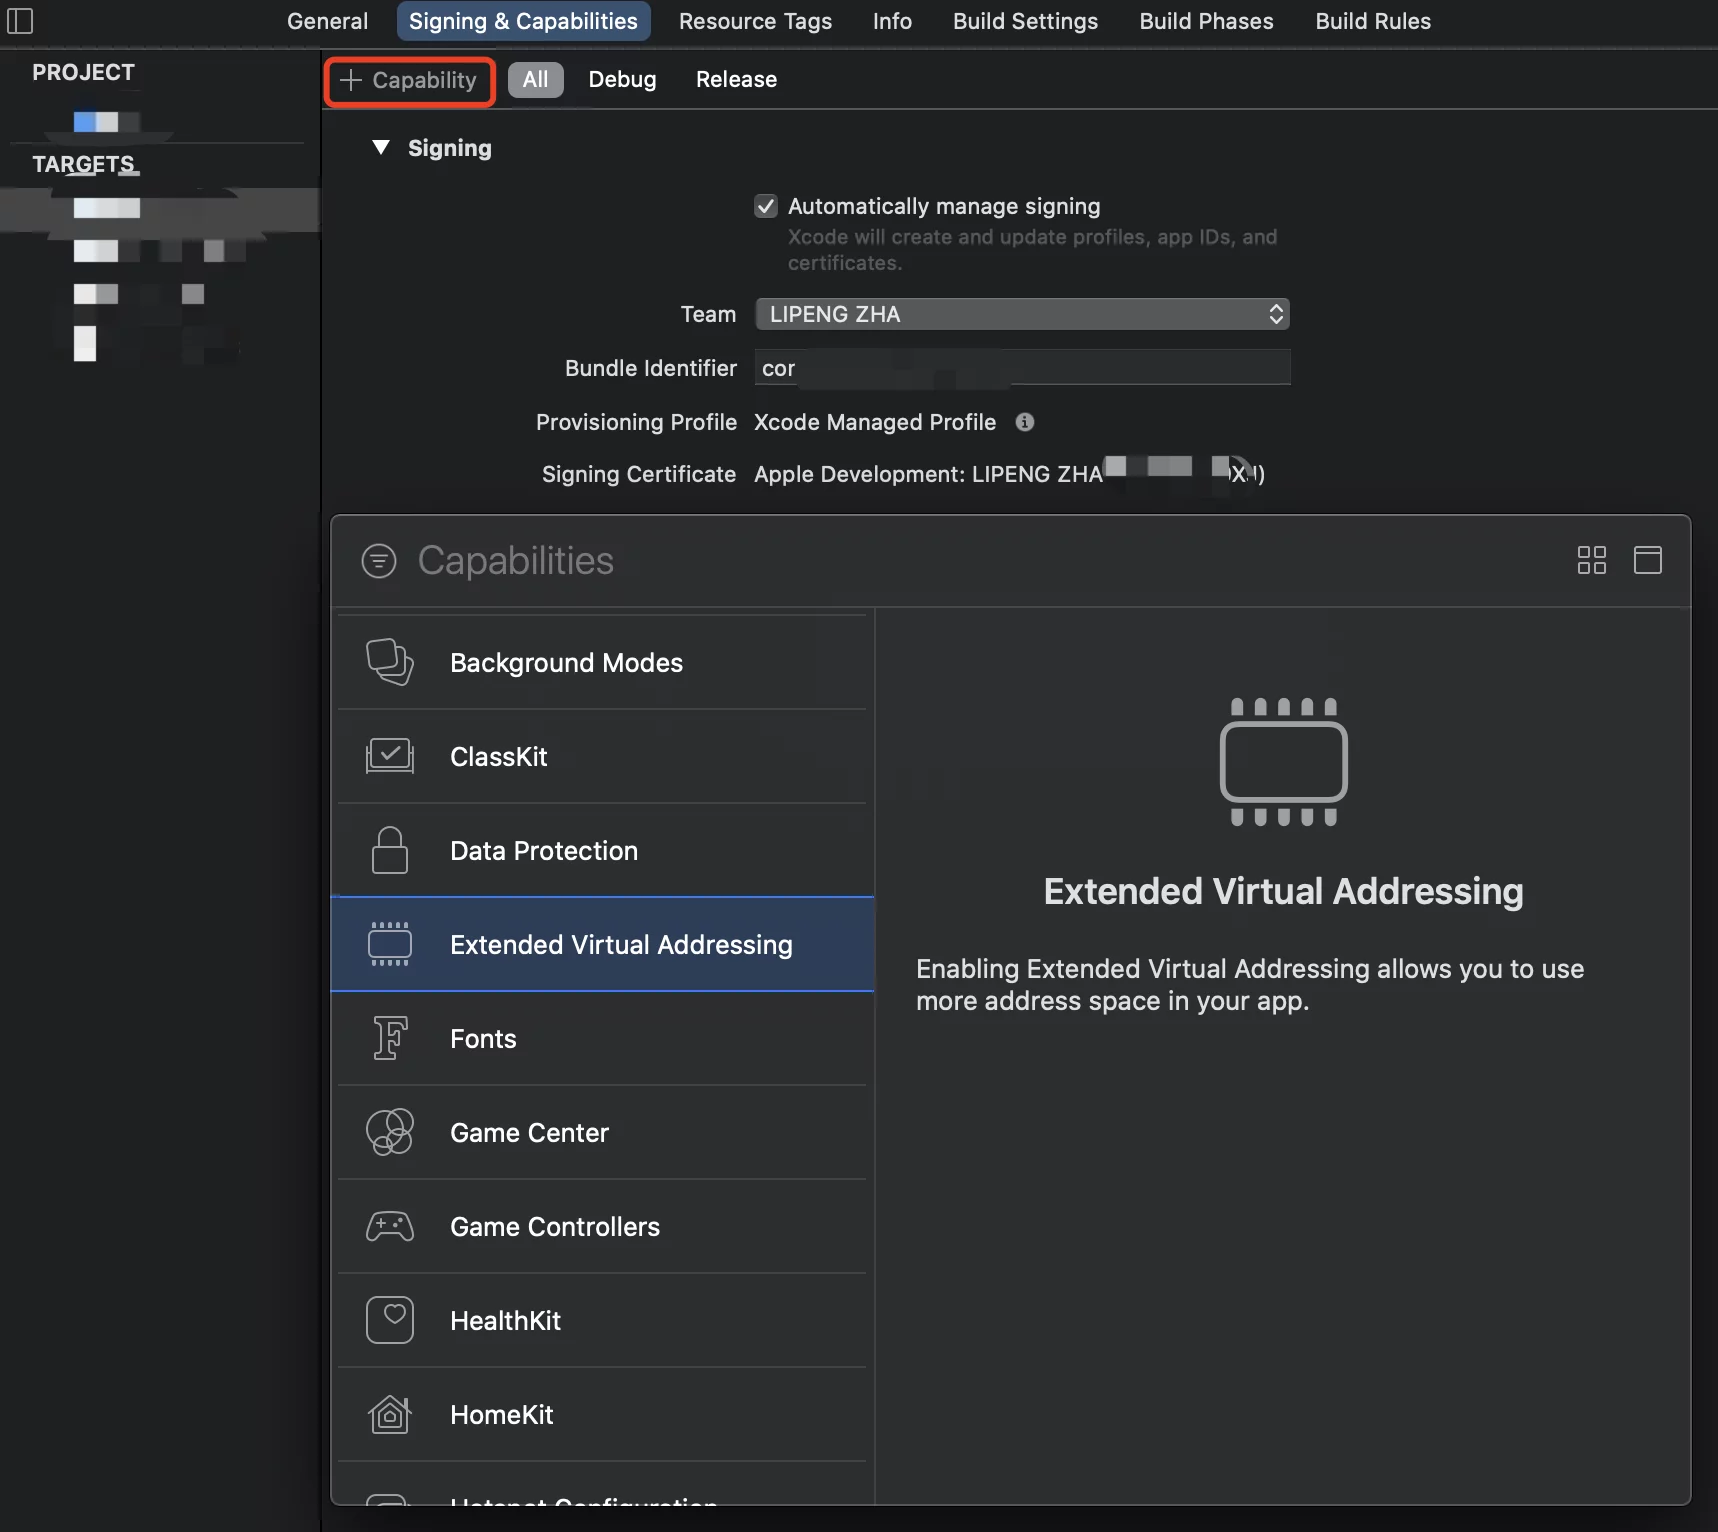 General Signing & Capabilities Resource Tags Info Build Settings Build Phases Build Rules
PROJECT
Capability All Debug Release
TARGETS
Signing
Automatically manage signing
Xcode will create and update profiles, app IDs, and
certificates.
Team LIPENG ZHA
Bundle Identifier
Provisioning Profile Xcode Managed Profile
Signing Certificate Apple Development: LIPENG ZHA
Capabilities
Background Modes
ClassKit
Data Protection
Extended Virtual Addressing
Fonts
Game Center
Game Controllers
HealthKit
HomeKit
Hotspot Configuration
Extended Virtual Addressing
Enabling Extended Virtual Addressing allows you to use
more address space in your app.